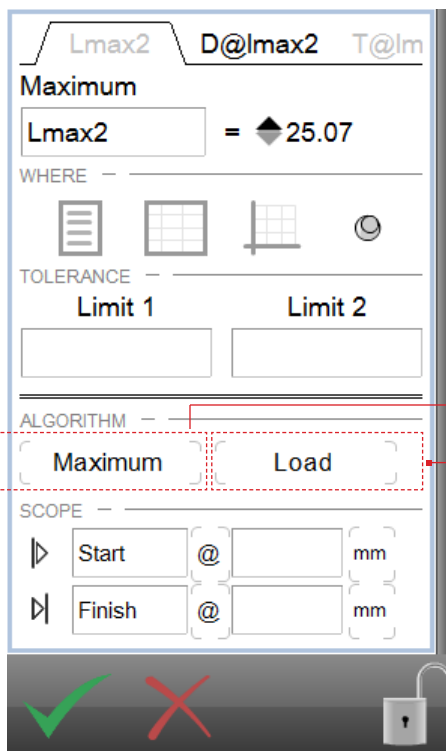 Lmax2 D@lmax2 T@lm
Maximum
Lmax2 = 25.07
WHERE
TOLERANCE
Limit 1 Limit 2
ALGORITHM
Maximum Load
SCOPE
Start @ mm
Finish @ mm